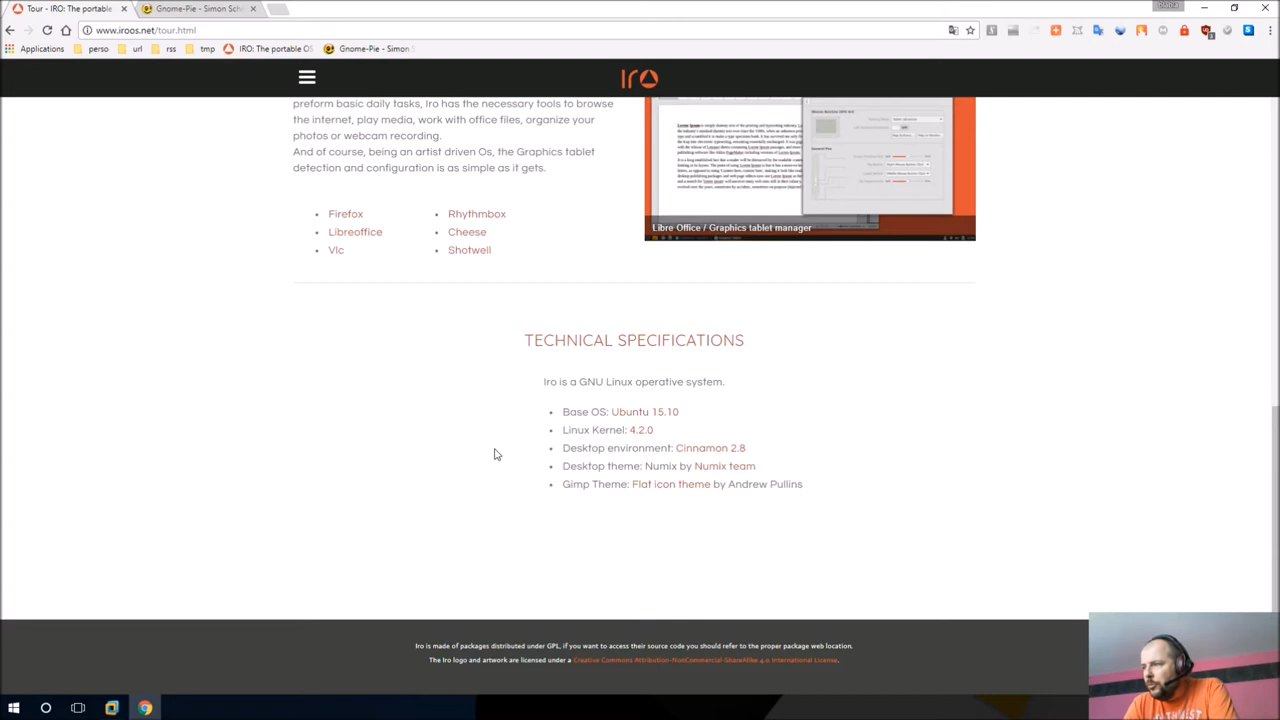 blabla
Tour - IRO: The portable
Gnome-Pie - Simon Sch
www.iroos.net/tour.html
Applications
perso
url
rss
tmp
IRO: The portable OS
Gnome-Pie - Simon S
Iro
preform basic daily tasks, Iro has the necessary tools to browse
the internet, play media, work with office files, organize your
photos or webcam recording.
And of course, being an artist driven Os, the Graphics tablet
detection and configuration is as simple as it gets.
Firefox
Rhythmbox
Libreoffice
Cheese
Vlc
Shotwell
Libre Office / Graphics tablet manager
TECHNICAL SPECIFICATIONS
Iro is a GNU Linux operative system.
Base OS: Ubuntu 15.10
Linux Kernel: 4.2.0
Desktop environment: Cinnamon 2.8
Desktop theme: Numix by Numix team
Gimp Theme: Flat icon theme by Andrew Pullins
Iro is made of packages distributed under GPL, if you want to access their source code you should refer to the proper package web location.
The Iro logo and artwork are licensed under a Creative Commons Attribution-NonCommercial-ShareAlike 4.0 International License.